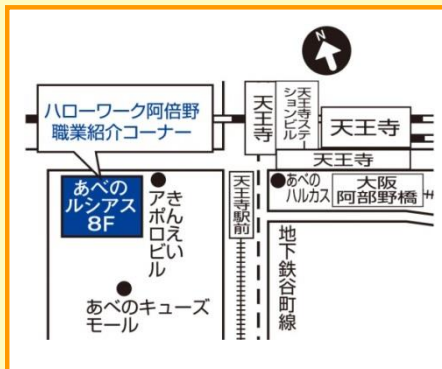 N
ハローワーク阿倍野
職業紹介コーナー
あべの
ルシアス
8F
きんえい
アポロビル
あべのキューズ
モール
天王寺
天王寺ステー
ションビル
天王寺
天王寺
天王寺駅前
あべの
ハルカス
大阪
阿部野橋
地下鉄谷町線